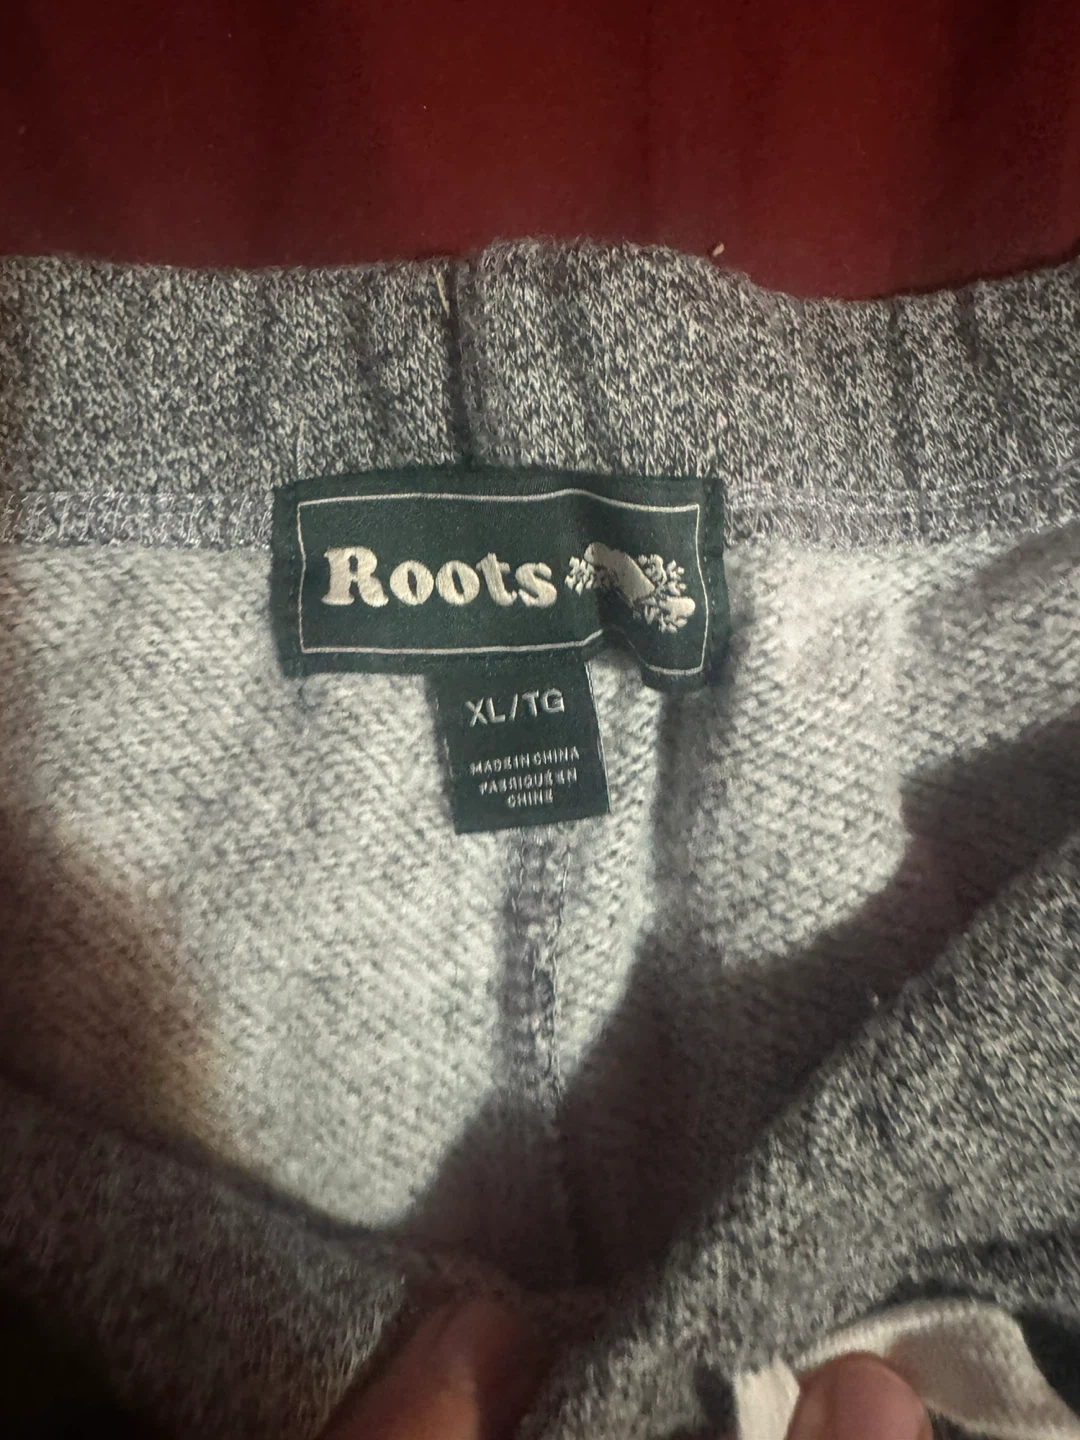 Roots
XL/TG
MADE IN CHINA
FABRIQUÉ EN
CHINE